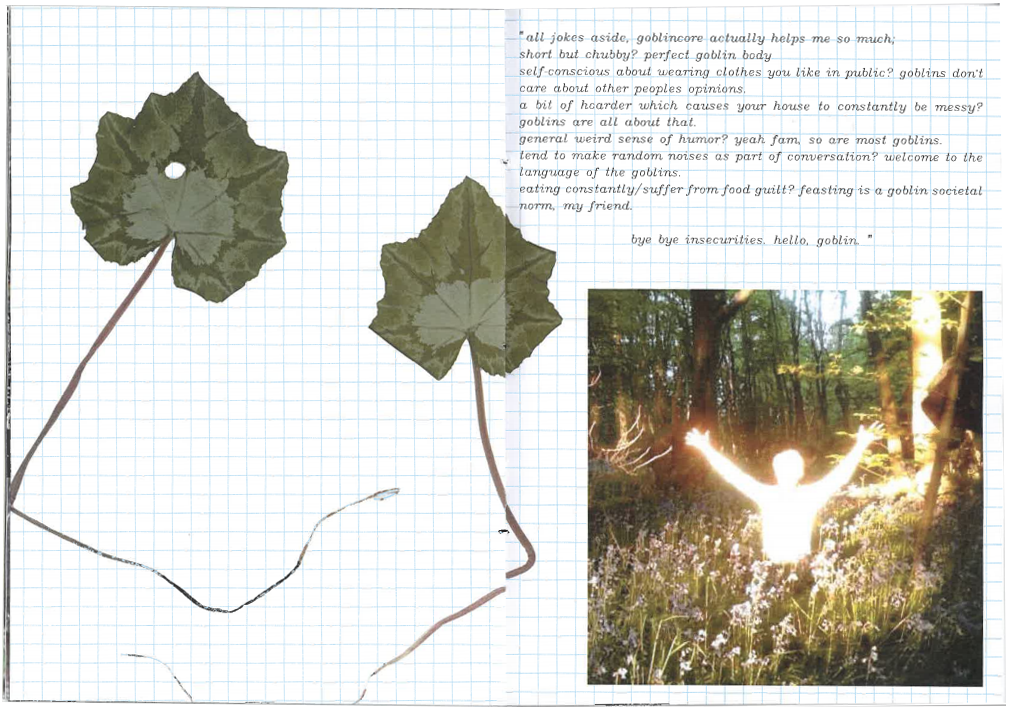 "all jokes aside, goblincore actually helps me so much;
short but chubby? perfect goblin body
self-conscious about wearing clothes you like in public? goblins don't
care about other peoples opinions.
a bit of hoarder which causes your house to constantly be messy?
goblins are all about that.
general weird sense of humor? yeah fam, so are most goblins.
tend to make random noises as part of conversation? welcome to the
language of the goblins.
eating constantly/suffer from food guilt? feasting is a goblin societal
norm, my friend.
bye bye insecurities. hello, goblin. "